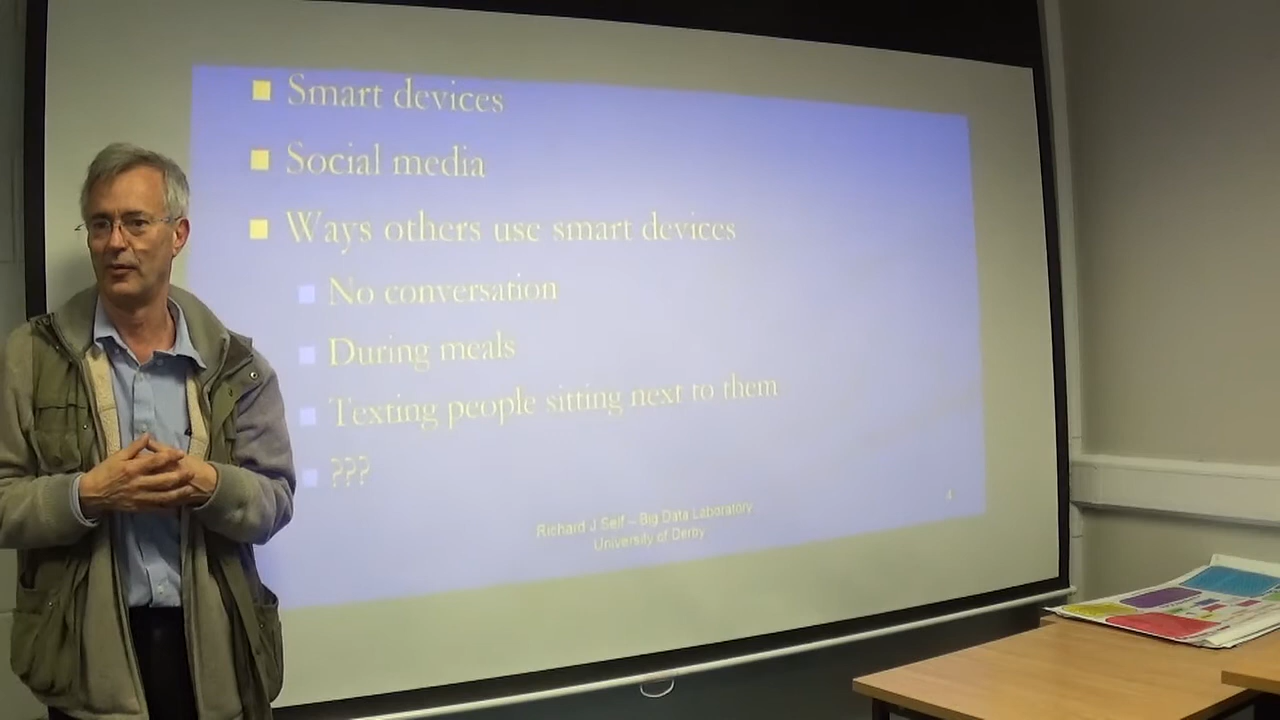 Smart devices
Social media
Ways others use smart devices
No conversation
During meals
Texting people sitting next to them
???
Richard J Self – Big Data Laboratory
University of Derby
4